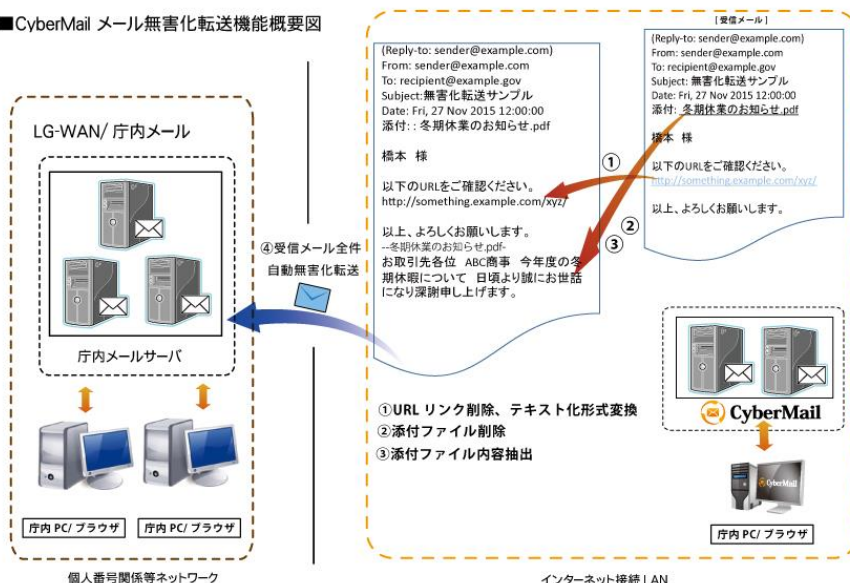 ■CyberMail メール無害化転送機能概要図
LG-WAN/ 庁内メール
庁内メールサーバ
庁内 PC/ ブラウザ
庁内 PC/ ブラウザ
個人番号関係等ネットワーク
④受信メール全件
自動無害化転送
(Reply-to: sender@example.com)
From: sender@example.com
To: recipient@example.gov
Subject:無害化転送サンプル
Date: Fri, 27 Nov 2015 12:00:00
添付: : 冬期休業のお知らせ.pdf
橋本 様
以下のURLをご確認ください。
http://something.example.com/xyz/
以上、よろしくお願いします。
--冬期休業のお知らせ.pdf-
お取引先各位 ABC商事 今年度の冬
期休暇について 日頃より誠にお世話
になり深謝申し上げます。
①
②
③
[ 受信メール ]
(Reply-to: sender@example.com)
From: sender@example.com
To: recipient@example.gov
Subject: 無害化転送サンプル
Date: Fri, 27 Nov 2015 12:00:00
添付: 冬期休業のお知らせ.pdf
橋本 様
以下のURLをご確認ください。
http://something.example.com/xyz/
以上、よろしくお願いします。
①URL リンク削除、テキスト化形式変換
②添付ファイル削除
③添付ファイル内容抽出
CyberMail
CyberMail
庁内 PC/ ブラウザ
インターネット接続 LAN